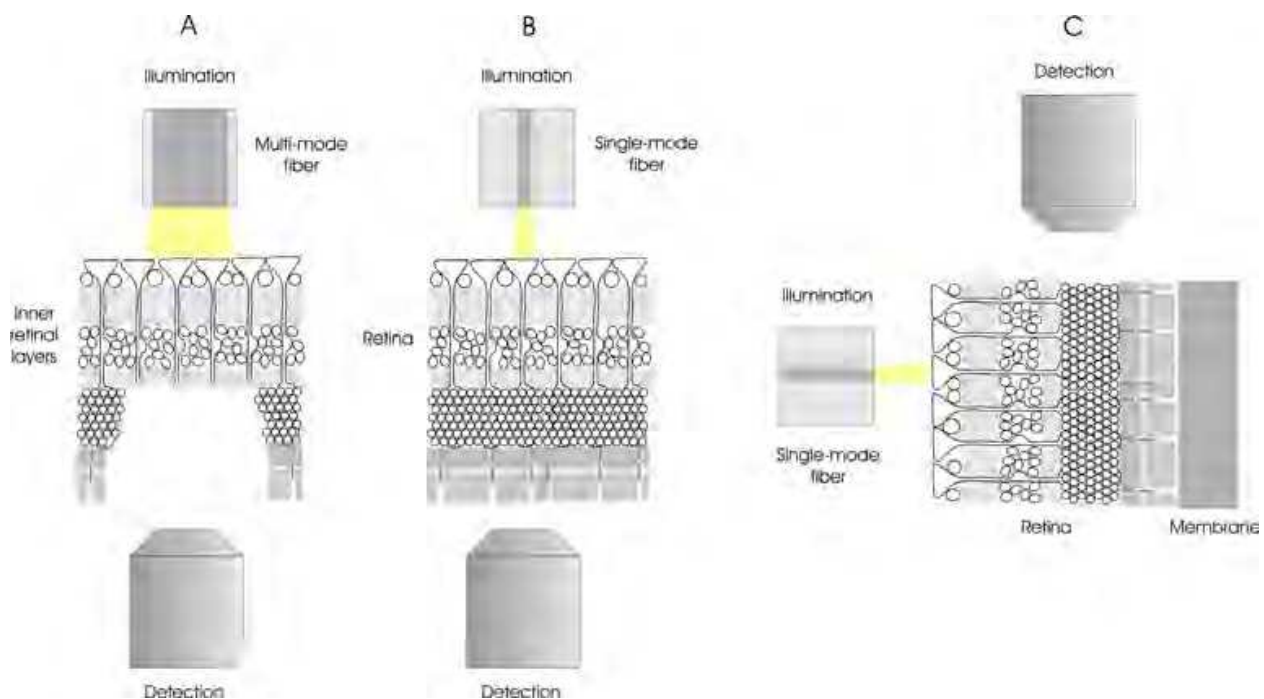 A
Illumination
Multi-mode
fiber
Inner
retinal
layers
Detection
B
Illumination
Single-mode
fiber
Retina
Detection
C
Detection
Illumination
Single-mode
fiber
Retina
Membrane